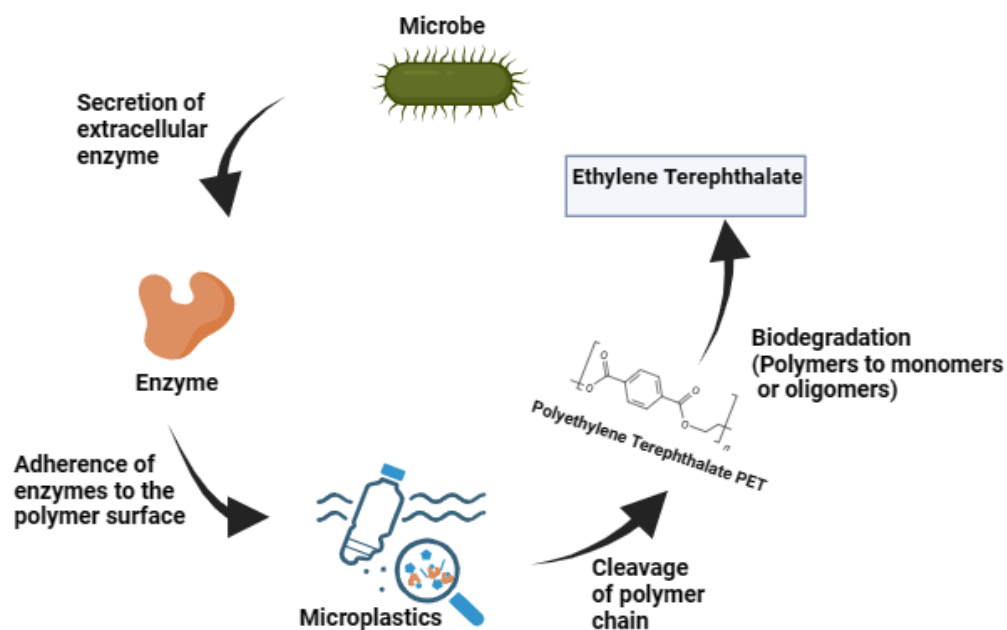 Microbe
Secretion of
extracellular
enzyme
Enzyme
Adherence of
enzymes to the
polymer surface
Microplastics
Cleavage
of polymer
chain
O
O
O
O
n
Polyethylene Terephthalate PET
Biodegradation
(Polymers to monomers
or oligomers)
Ethylene Terephthalate